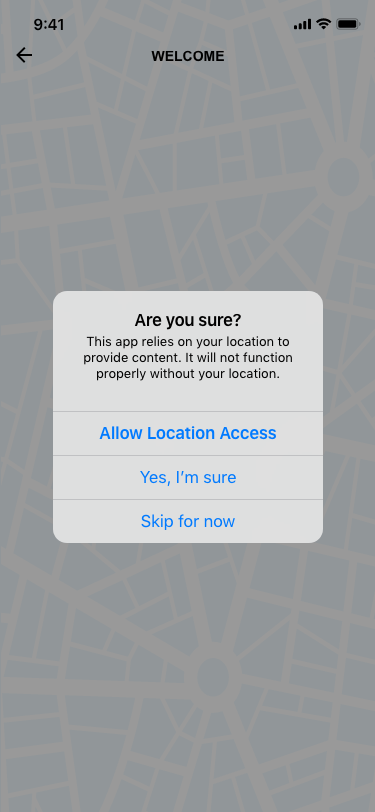 9:41
WELCOME
Are you sure?
This app relies on your location to
provide content. It will not function
properly without your location.
Allow Location Access
Yes, I’m sure
Skip for now